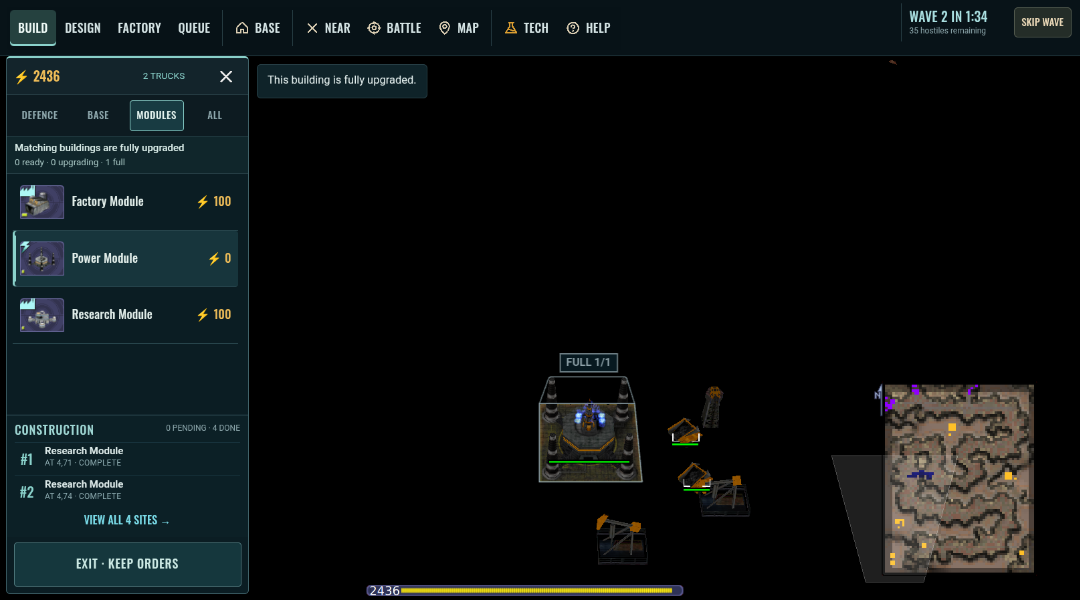 BUILD
DESIGN
FACTORY
QUEUE
BASE
NEAR
BATTLE
MAP
TECH
HELP
WAVE 2 IN 1:34
35 hostiles remaining
SKIP WAVE
2436
2 TRUCKS
This building is fully upgraded.
DEFENCE
BASE
MODULES
ALL
Matching buildings are fully upgraded
0 ready · 0 upgrading · 1 full
Factory Module
100
Power Module
0
Research Module
100
FULL 1/1
N
CONSTRUCTION
0 PENDING · 4 DONE
#1
Research Module
AT 4,71 · COMPLETE
#2
Research Module
AT 4,74 · COMPLETE
VIEW ALL 4 SITES →
EXIT · KEEP ORDERS
2436